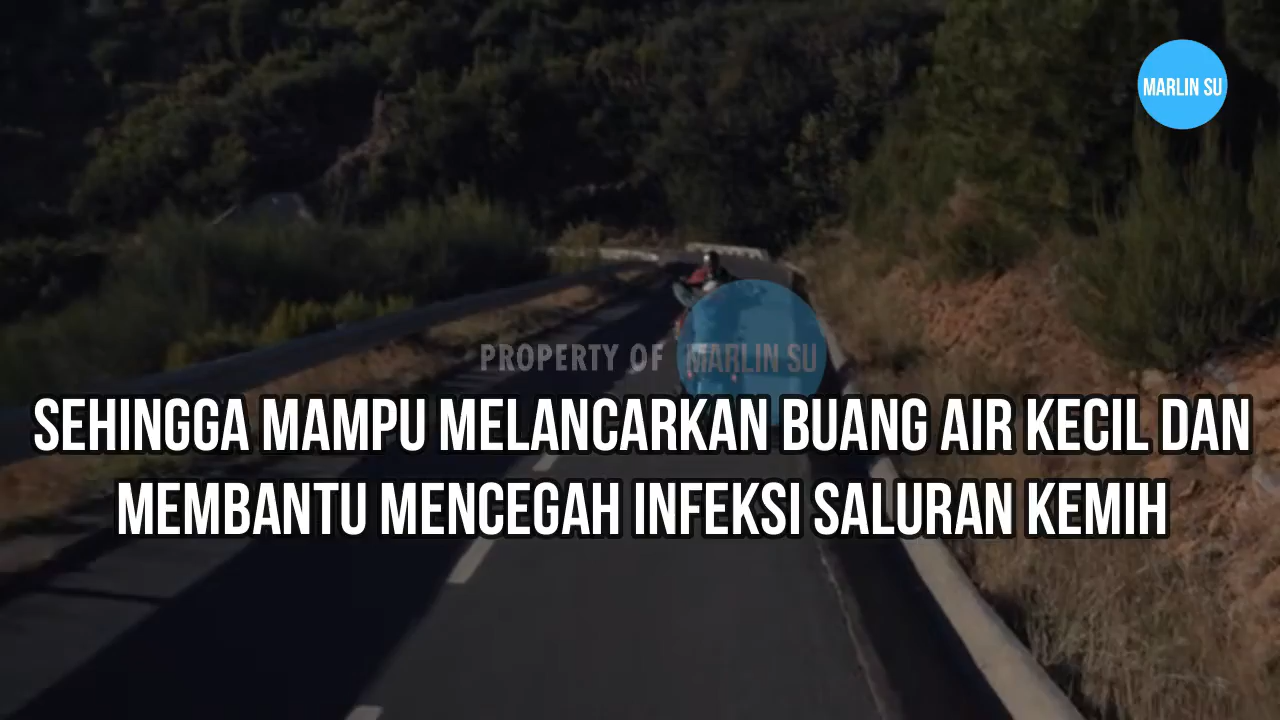 MARLIN SU
PROPERTY OF MARLIN SU
SEHINGGA MAMPU MELANCARKAN BUANG AIR KECIL DAN
MEMBANTU MENCEGAH INFEKSI SALURAN KEMIH